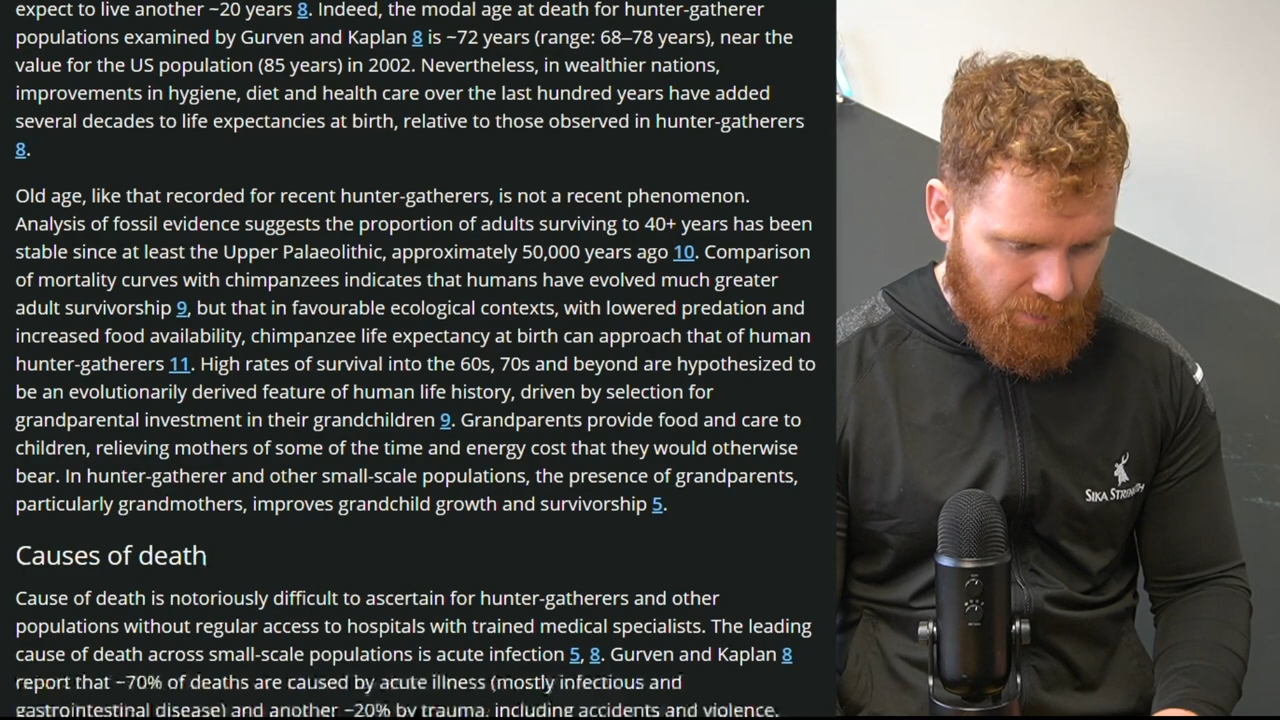 expect to live another ~20 years 8. Indeed, the modal age at death for hunter-gatherer
populations examined by Gurven and Kaplan 8 is ~72 years (range: 68–78 years), near the
value for the US population (85 years) in 2002. Nevertheless, in wealthier nations,
improvements in hygiene, diet and health care over the last hundred years have added
several decades to life expectancies at birth, relative to those observed in hunter-gatherers
8.
Old age, like that recorded for recent hunter-gatherers, is not a recent phenomenon.
Analysis of fossil evidence suggests the proportion of adults surviving to 40+ years has been
stable since at least the Upper Palaeolithic, approximately 50,000 years ago 10. Comparison
of mortality curves with chimpanzees indicates that humans have evolved much greater
adult survivorship 9, but that in favourable ecological contexts, with lowered predation and
increased food availability, chimpanzee life expectancy at birth can approach that of human
hunter-gatherers 11. High rates of survival into the 60s, 70s and beyond are hypothesized to
be an evolutionarily derived feature of human life history, driven by selection for
grandparental investment in their grandchildren 9. Grandparents provide food and care to
children, relieving mothers of some of the time and energy cost that they would otherwise
bear. In hunter-gatherer and other small-scale populations, the presence of grandparents,
particularly grandmothers, improves grandchild growth and survivorship 5.
Causes of death
Cause of death is notoriously difficult to ascertain for hunter-gatherers and other
populations without regular access to hospitals with trained medical specialists. The leading
cause of death across small-scale populations is acute infection 5, 8. Gurven and Kaplan 8
report that ~70% of deaths are caused by acute illness (mostly infectious and
gastrointestinal disease) and another ~20% by trauma, including accidents and violence.
SIKA STRENGTH